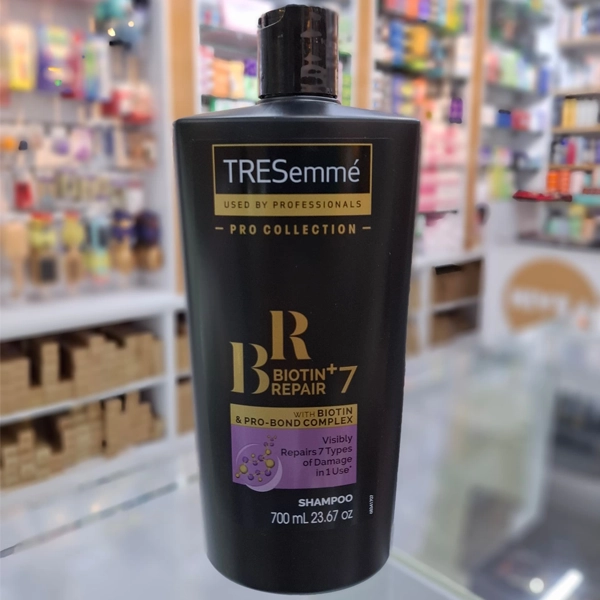 TRESemmé
USED BY PROFESSIONALS
– PRO COLLECTION –
BR
BIOTIN+7
REPAIR
WITH BIOTIN
& PRO-BOND COMPLEX
Visibly
Repairs 7 Types
of Damage
in 1 Use*
SHAMPOO
700 mL 23.67 oz